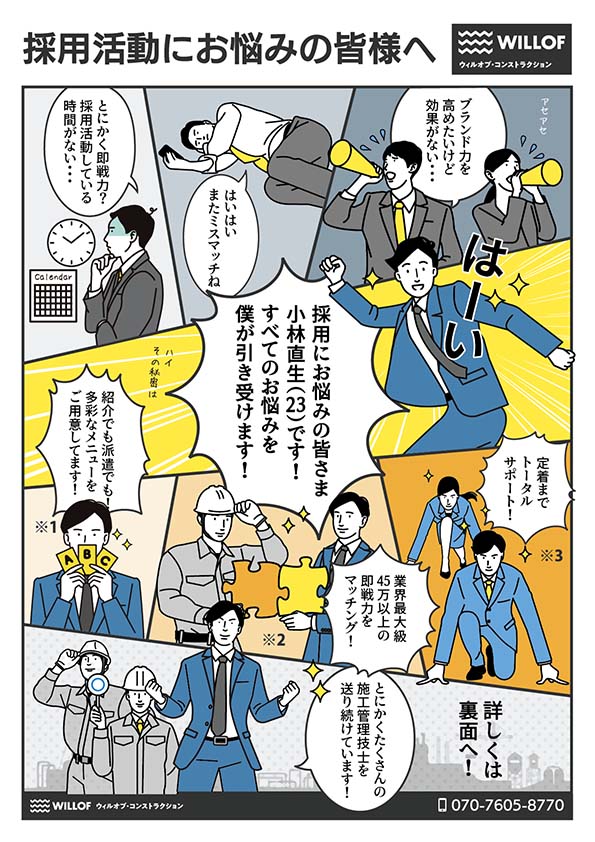 採用活動にお悩みの皆様へ
WILLOF
ウィルオブ・コンストラクション
アセアセ
ブランド力を
高めたいけど
効果がない・・・
はいはい
またミスマッチね
とにかく即戦力？
採用活動している
時間がない・・・
Calendar
はーい
採用にお悩みの皆さま
小林直生（23）です！
すべてのお悩みを
僕が引き受けます！
ハイ
その秘密は
紹介でも派遣でも！
多彩なメニューを
ご用意してます！
※1
A
B
C
※2
業界最大級
45万以上の
即戦力を
マッチング！
定着まで
トータル
サポート！
※3
とにかくたくさんの
施工管理技士を
送り続けています！
詳しくは
裏面へ！
WILLOF ウィルオブ・コンストラクション
070-7605-8770